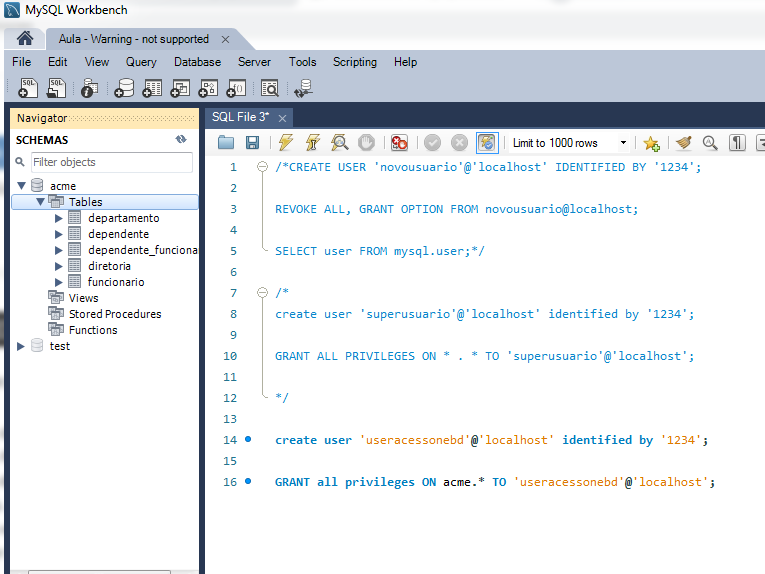 MySQL Workbench
Aula - Warning - not supported ×
File Edit View Query Database Server Tools Scripting Help
Navigator
SCHEMAS
Filter objects
acme
Tables
departamento
dependente
dependente_funciona
diretoria
funcionario
Views
Stored Procedures
Functions
test
SQL File 3* ×
Limit to 1000 rows
1 /*CREATE USER 'novousuario'@'localhost' IDENTIFIED BY '1234';
2
3 REVOKE ALL, GRANT OPTION FROM novousuario@localhost;
4
5 SELECT user FROM mysql.user;*/
6
7 /*
8 create user 'superusuario'@'localhost' identified by '1234';
9
10 GRANT ALL PRIVILEGES ON * . * TO 'superusuario'@'localhost';
11
12 */
13
14 create user 'useracessonebd'@'localhost' identified by '1234';
15
16 GRANT all privileges ON acme.* TO 'useracessonebd'@'localhost';